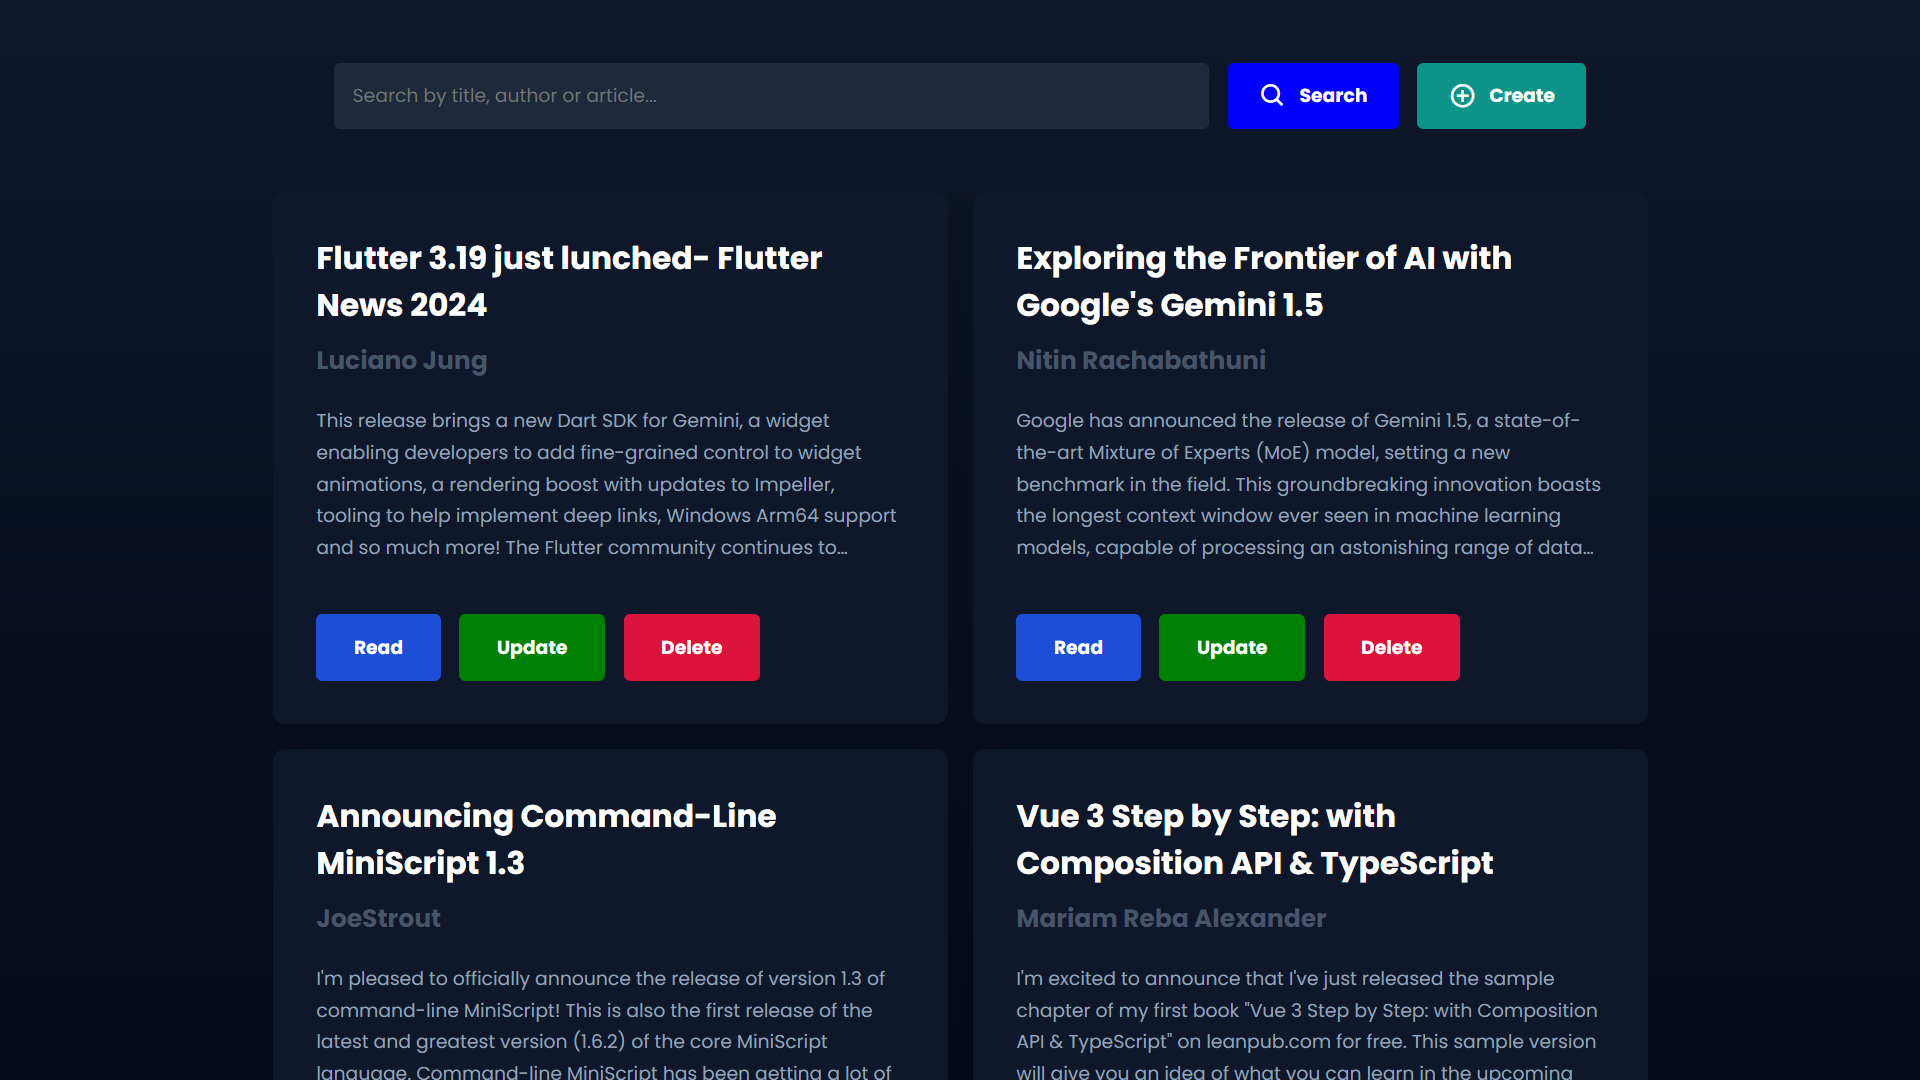 Search by title, author or article...
Search
Create
Flutter 3.19 just lunched- Flutter
News 2024
Luciano Jung
This release brings a new Dart SDK for Gemini, a widget
enabling developers to add fine-grained control to widget
animations, a rendering boost with updates to Impeller,
tooling to help implement deep links, Windows Arm64 support
and so much more! The Flutter community continues to...
Read
Update
Delete
Exploring the Frontier of AI with
Google's Gemini 1.5
Nitin Rachabathuni
Google has announced the release of Gemini 1.5, a state-of-
the-art Mixture of Experts (MoE) model, setting a new
benchmark in the field. This groundbreaking innovation boasts
the longest context window ever seen in machine learning
models, capable of processing an astonishing range of data...
Read
Update
Delete
Announcing Command-Line
MiniScript 1.3
JoeStrout
I'm pleased to officially announce the release of version 1.3 of
command-line MiniScript! This is also the first release of the
latest and greatest version (1.6.2) of the core MiniScript
language. Command-line MiniScript has been getting a lot of
Vue 3 Step by Step: with
Composition API & TypeScript
Mariam Reba Alexander
I'm excited to announce that I've just released the sample
chapter of my first book "Vue 3 Step by Step: with Composition
API & TypeScript" on leanpub.com for free. This sample version
will give you an idea of what you can learn in the upcoming